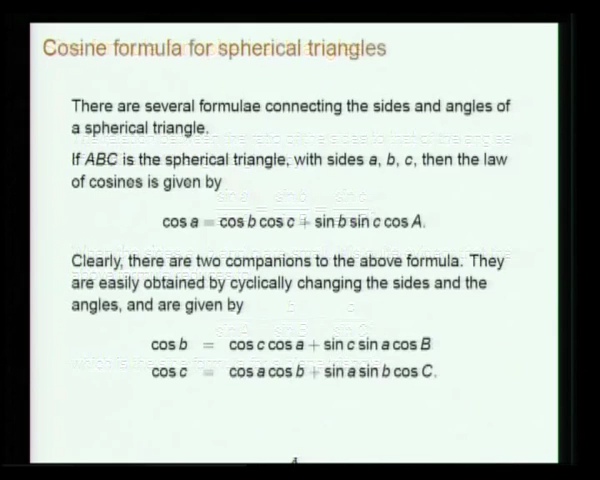 Cosine formula for spherical triangles
There are several formulae connecting the sides and angles of
a spherical triangle.
If ABC is the spherical triangle, with sides a, b, c, then the law
of cosines is given by
cos a = cos b cos c + sin b sin c cos A.
Clearly, there are two companions to the above formula. They
are easily obtained by cyclically changing the sides and the
angles, and are given by
cos b = cos c cos a + sin c sin a cos B
cos c = cos a cos b + sin a sin b cos C.